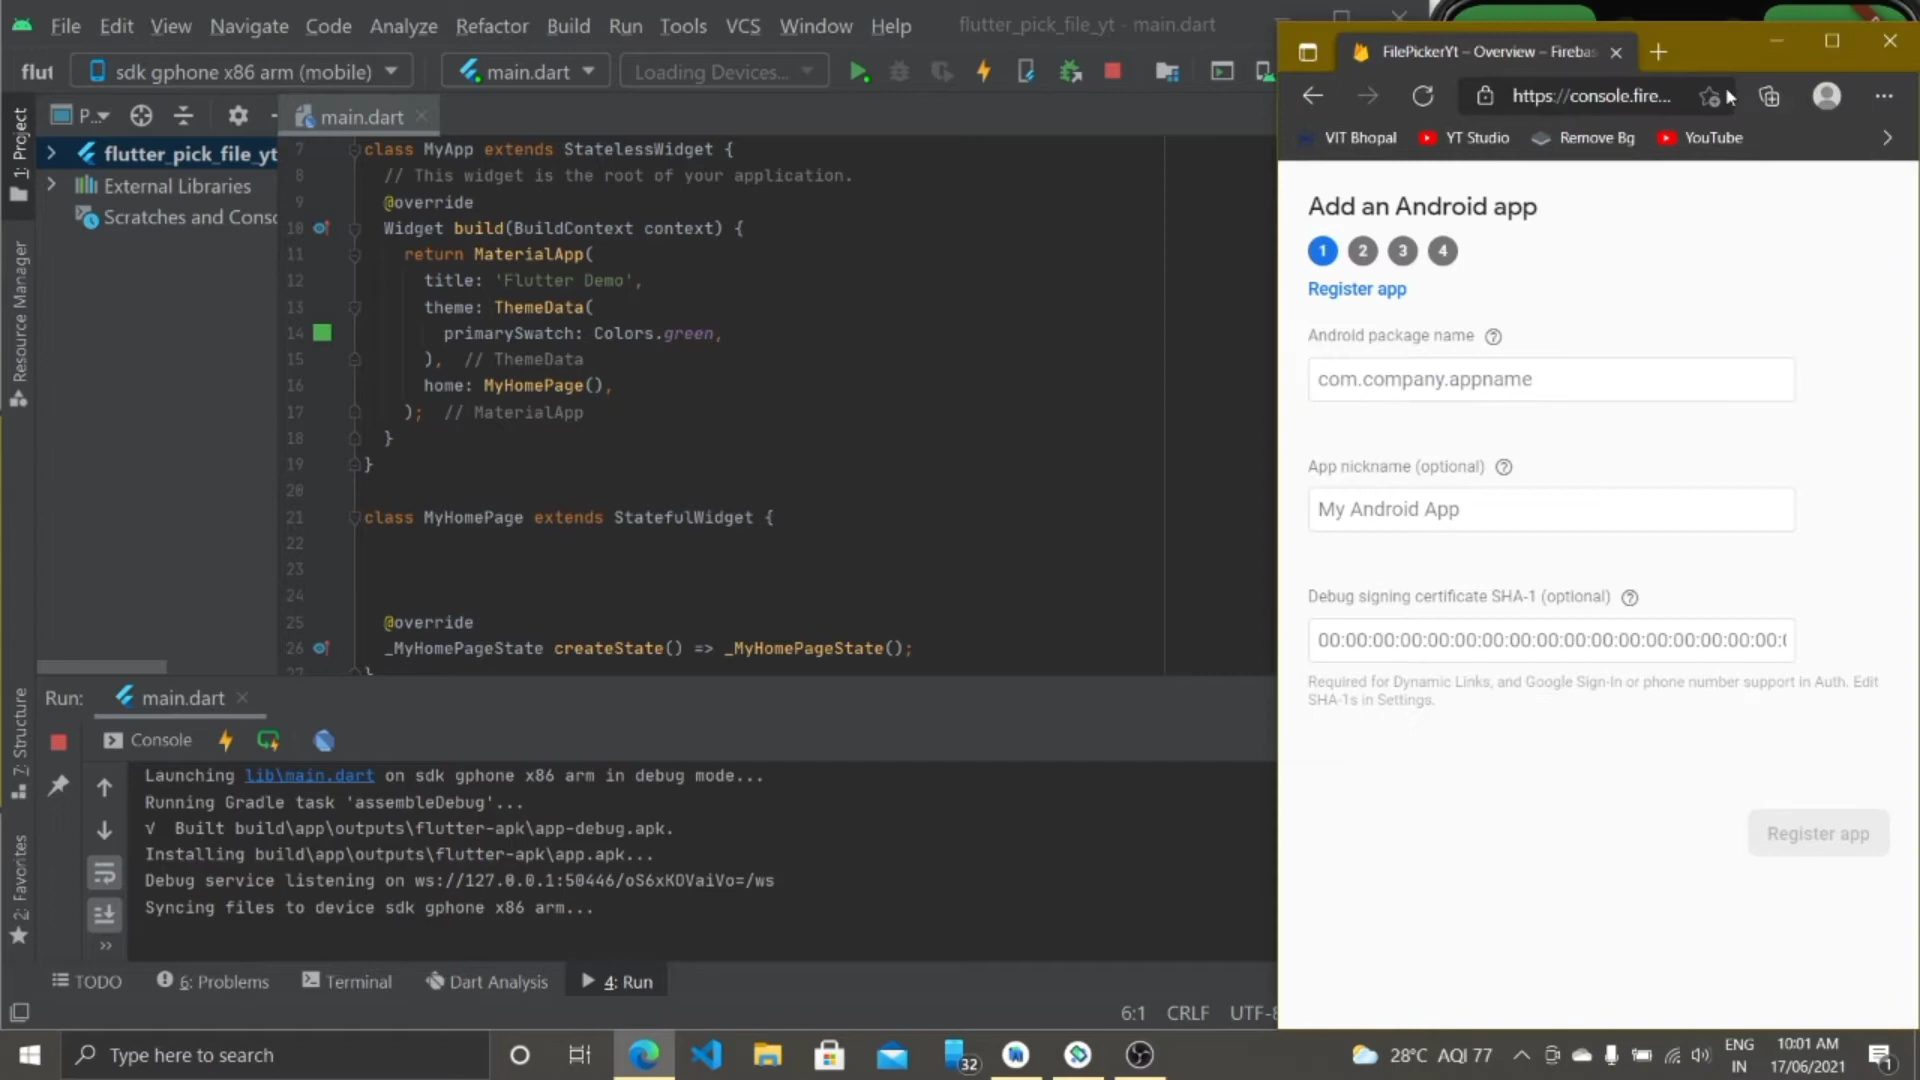 File Edit View Navigate Code Analyze Refactor Build Run Tools VCS Window Help flutter_pick_file_yt - main.dart
flut sdk gphone x86 arm (mobile) main.dart Loading Devices...
P... main.dart
1: Project
Resource Manager
7: Structure
2: Favorites
flutter_pick_file_yt
External Libraries
Scratches and Conso
7 class MyApp extends StatelessWidget {
8 // This widget is the root of your application.
9 @override
10 Widget build(BuildContext context) {
11 return MaterialApp(
12 title: 'Flutter Demo',
13 theme: ThemeData(
14 primarySwatch: Colors.green,
15 ), // ThemeData
16 home: MyHomePage(),
17 ); // MaterialApp
18 }
19 }
20
21 class MyHomePage extends StatefulWidget {
22
23
24
25 @override
26 _MyHomePageState createState() => _MyHomePageState();
27 }
Run: main.dart
Console
Launching lib\main.dart on sdk gphone x86 arm in debug mode...
Running Gradle task 'assembleDebug'...
√ Built build\app\outputs\flutter-apk\app-debug.apk.
Installing build\app\outputs\flutter-apk\app.apk...
Debug service listening on ws://127.0.0.1:50446/oS6xKOVaiVo=/ws
Syncing files to device sdk gphone x86 arm...
TODO 6: Problems Terminal Dart Analysis 4: Run
6:1 CRLF UTF-8
FilePickerYt – Overview – Firebas
https://console.fire...
VIT Bhopal YT Studio Remove Bg YouTube
Add an Android app
1 2 3 4
Register app
Android package name
com.company.appname
App nickname (optional)
My Android App
Debug signing certificate SHA-1 (optional)
00:00:00:00:00:00:00:00:00:00:00:00:00:00:00:00:00:(
Required for Dynamic Links, and Google Sign-In or phone number support in Auth. Edit
SHA-1s in Settings.
Register app
Type here to search
32
28°C AQI 77
ENG
IN
10:01 AM
17/06/2021
1